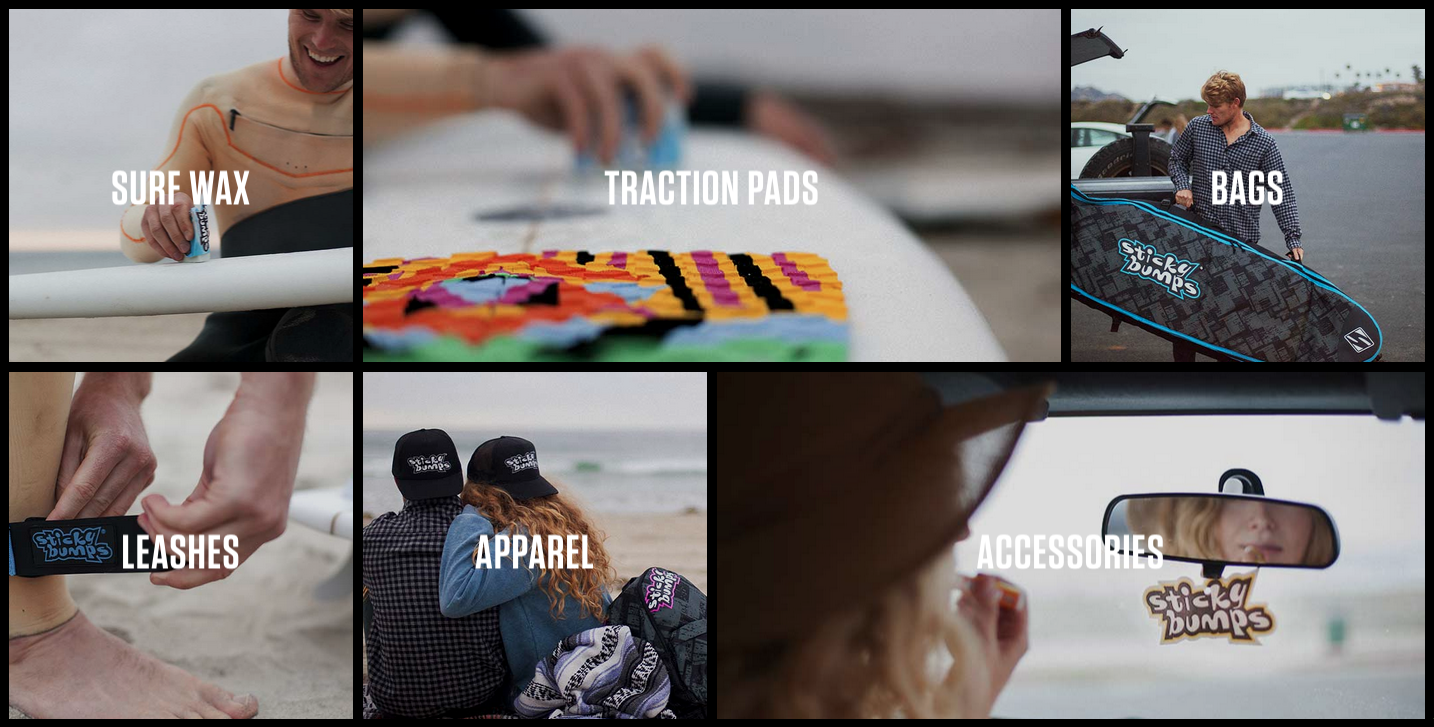 SURF WAX
TRACTION PADS
BAGS
sticky
bumps
LEASHES
sticky
bumps
APPAREL
sticky
bumps
sticky
bumps
sticky
bumps
ACCESSORIES
sticky
bumps